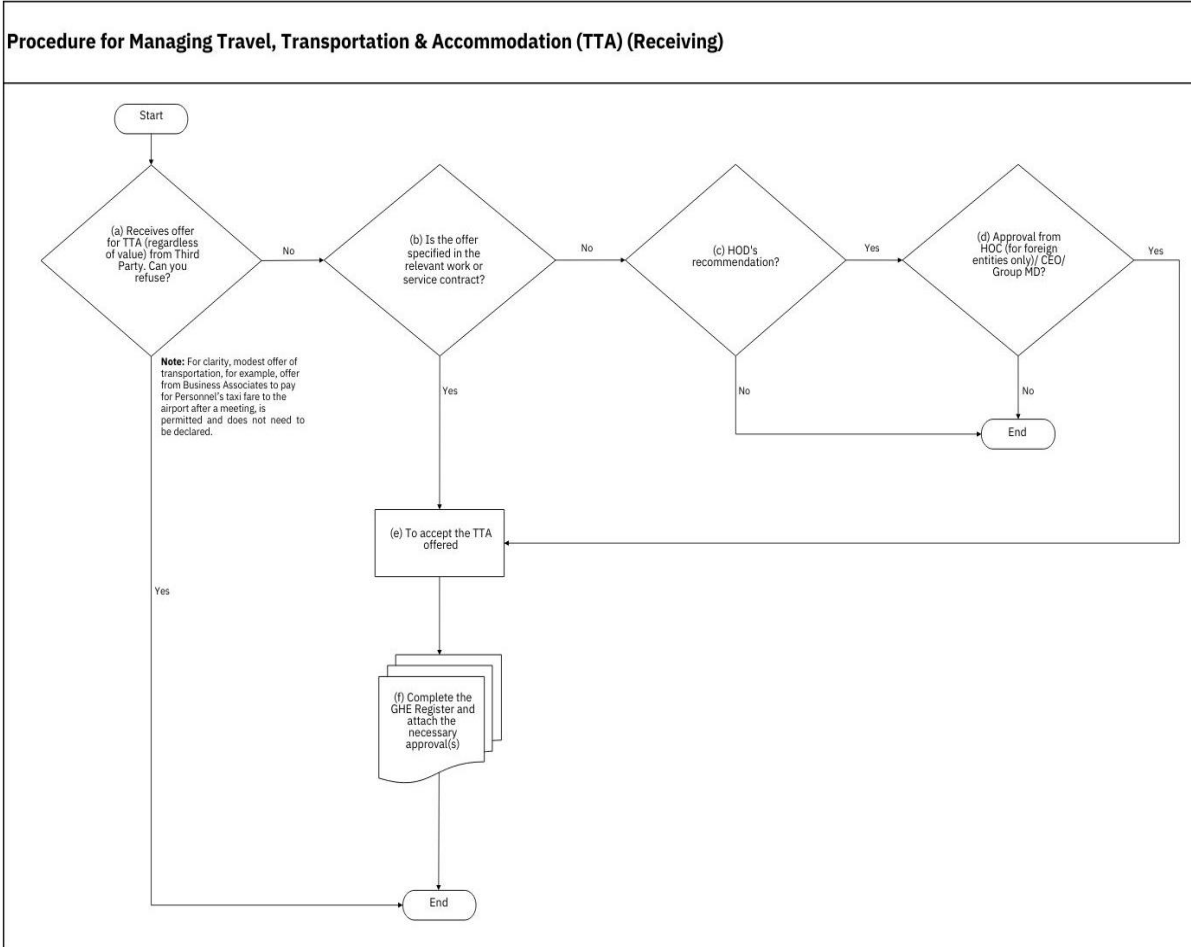 Procedure for Managing Travel, Transportation & Accommodation (TTA) (Receiving)
Start
(a) Receives offer
for TTA (regardless
of value) from Third
Party. Can you
refuse?
No
(b) Is the offer
specified in the
relevant work or
service contract?
No
(c) HOD's
recommendation?
Yes
(d) Approval from
HOC (for foreign
entities only)/ CEO/
Group MD?
Yes
Note: For clarity, modest offer of
transportation, for example, offer
from Business Associates to pay
for Personnel's taxi fare to the
airport after a meeting, is
permitted and does not need to
be declared.
Yes
No
No
End
(e) To accept the TTA
offered
Yes
(f) Complete the
GHE Register and
attach the
necessary
approval(s)
End